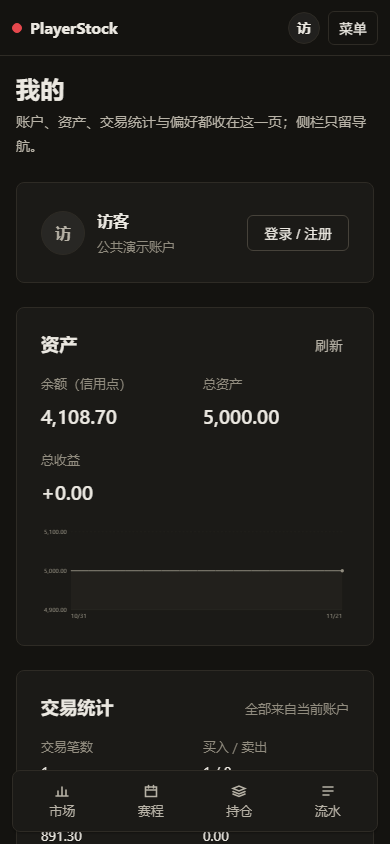 PlayerStock
访
菜单
我的
账户、资产、交易统计与偏好都收在这一页；侧栏只留导
航。
访
访客
公共演示账户
登录 / 注册
资产
刷新
余额（信用点）
总资产
4,108.70
5,000.00
总收益
+0.00
5,100.00
5,000.00
4,900.00
10/31
11/21
交易统计
全部来自当前账户
交易笔数
买入 / 卖出
市场
赛程
持仓
流水
891.30
0.00